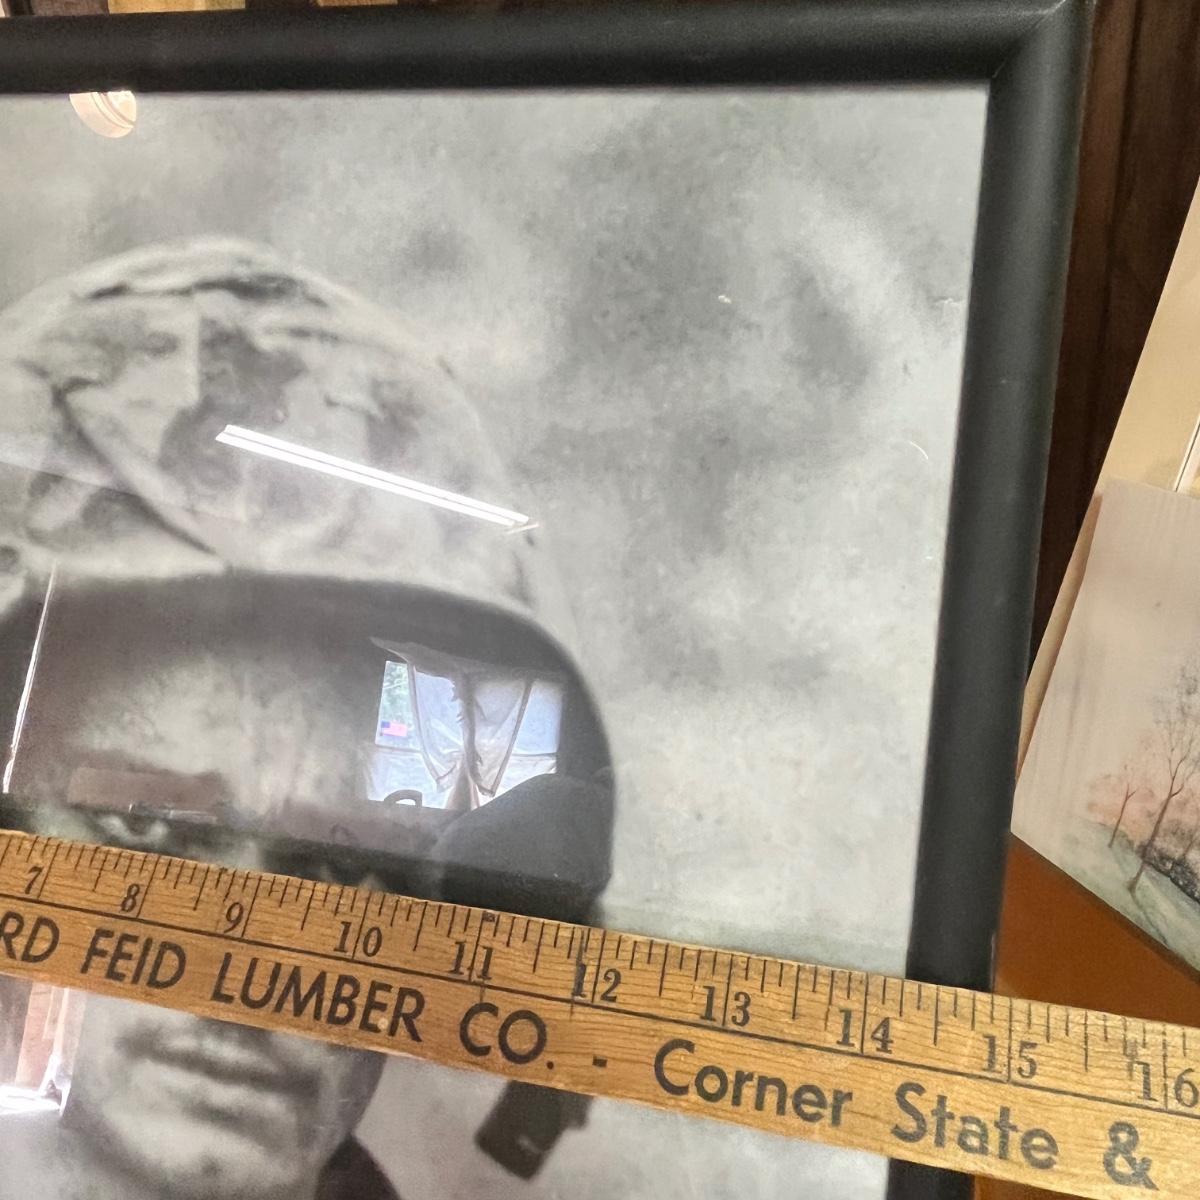 7 8 9 10 11 12 13 14 15 16
RD FEID LUMBER CO. - Corner State &